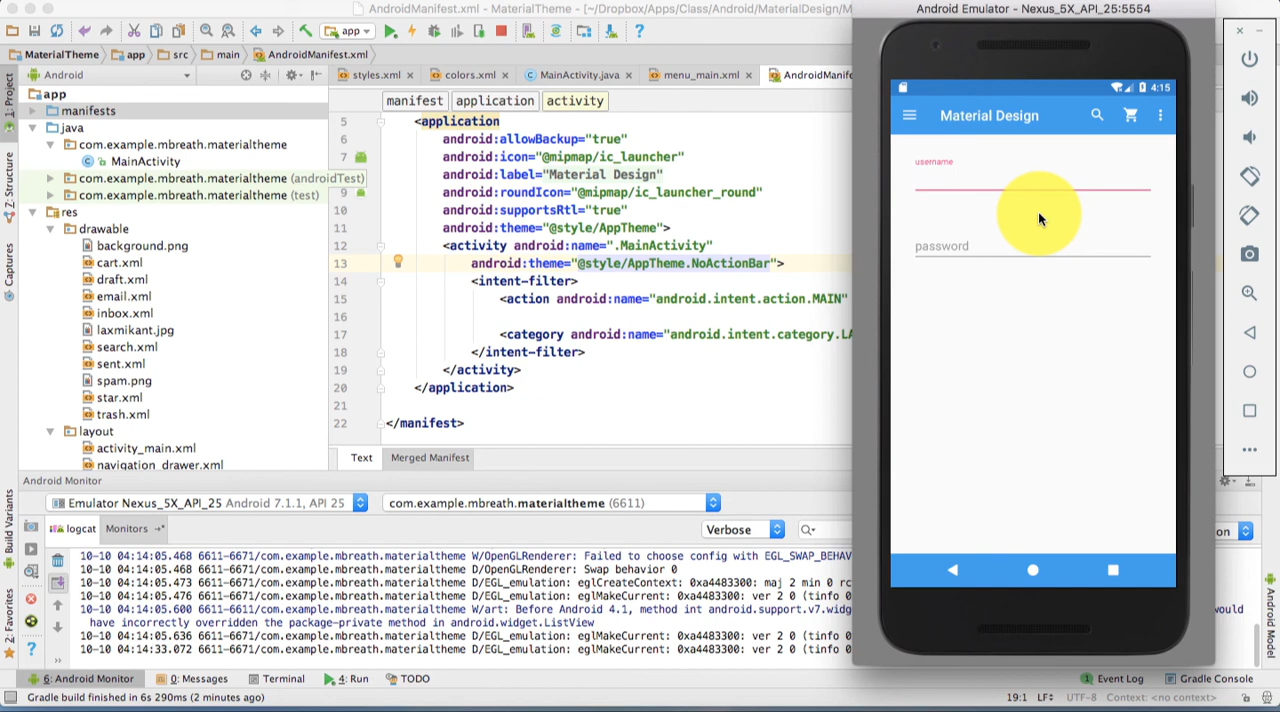 AndroidManifest.xml - MaterialTheme - [~/Dropbox/Apps/Class/Android/MaterialDesign/M
Android Emulator - Nexus_5X_API_25:5554
app
MaterialTheme
app
src
main
AndroidManifest.xml
Android
styles.xml
colors.xml
MainActivity.java
menu_main.xml
AndroidManife
1: Project
7: Structure
Captures
Build Variants
2: Favorites
app
manifests
java
com.example.mbreath.materialtheme
MainActivity
com.example.mbreath.materialtheme (androidTest)
com.example.mbreath.materialtheme (test)
res
drawable
background.png
cart.xml
draft.xml
email.xml
inbox.xml
laxmikant.jpg
search.xml
sent.xml
spam.png
star.xml
trash.xml
layout
activity_main.xml
navigation_drawer.xml
manifest
application
activity
5 <application
6 android:allowBackup="true"
7 android:icon="@mipmap/ic_launcher"
8 android:label="Material Design"
9 android:roundIcon="@mipmap/ic_launcher_round"
10 android:supportsRtl="true"
11 android:theme="@style/AppTheme">
12 <activity android:name=".MainActivity"
13 android:theme="@style/AppTheme.NoActionBar">
14 <intent-filter>
15 <action android:name="android.intent.action.MAIN"
16
17 <category android:name="android.intent.category.LA
18 </intent-filter>
19 </activity>
20 </application>
21
22 </manifest>
Text
Merged Manifest
4:15
Material Design
username
password
Android Monitor
Emulator Nexus_5X_API_25 Android 7.1.1, API 25
com.example.mbreath.materialtheme (6611)
logcat
Monitors
Verbose
on
10-10 04:14:05.468 6611-6671/com.example.mbreath.materialtheme W/OpenGLRenderer: Failed to choose config with EGL_SWAP_BEHAV
10-10 04:14:05.468 6611-6671/com.example.mbreath.materialtheme D/OpenGLRenderer: Swap behavior 0
10-10 04:14:05.473 6611-6671/com.example.mbreath.materialtheme D/EGL_emulation: eglCreateContext: 0xa4483300: maj 2 min 0 rc
10-10 04:14:05.476 6611-6671/com.example.mbreath.materialtheme D/EGL_emulation: eglMakeCurrent: 0xa4483300: ver 2 0 (tinfo 0
10-10 04:14:05.600 6611-6611/com.example.mbreath.materialtheme W/art: Before Android 4.1, method int android.support.v7.widg
ould
have incorrectly overridden the package-private method in android.widget.ListView
10-10 04:14:05.636 6611-6671/com.example.mbreath.materialtheme D/EGL_emulation: eglMakeCurrent: 0xa4483300: ver 2 0 (tinfo 0
10-10 04:14:33.072 6611-6671/com.example.mbreath.materialtheme D/EGL_emulation: eglMakeCurrent: 0xa4483300: ver 2 0 (tinfo 0
Android Model
6: Android Monitor
0: Messages
Terminal
4: Run
TODO
1 Event Log
Gradle Console
Gradle build finished in 6s 290ms (2 minutes ago)
19:1 LF÷ UTF-8 Context: <no context>